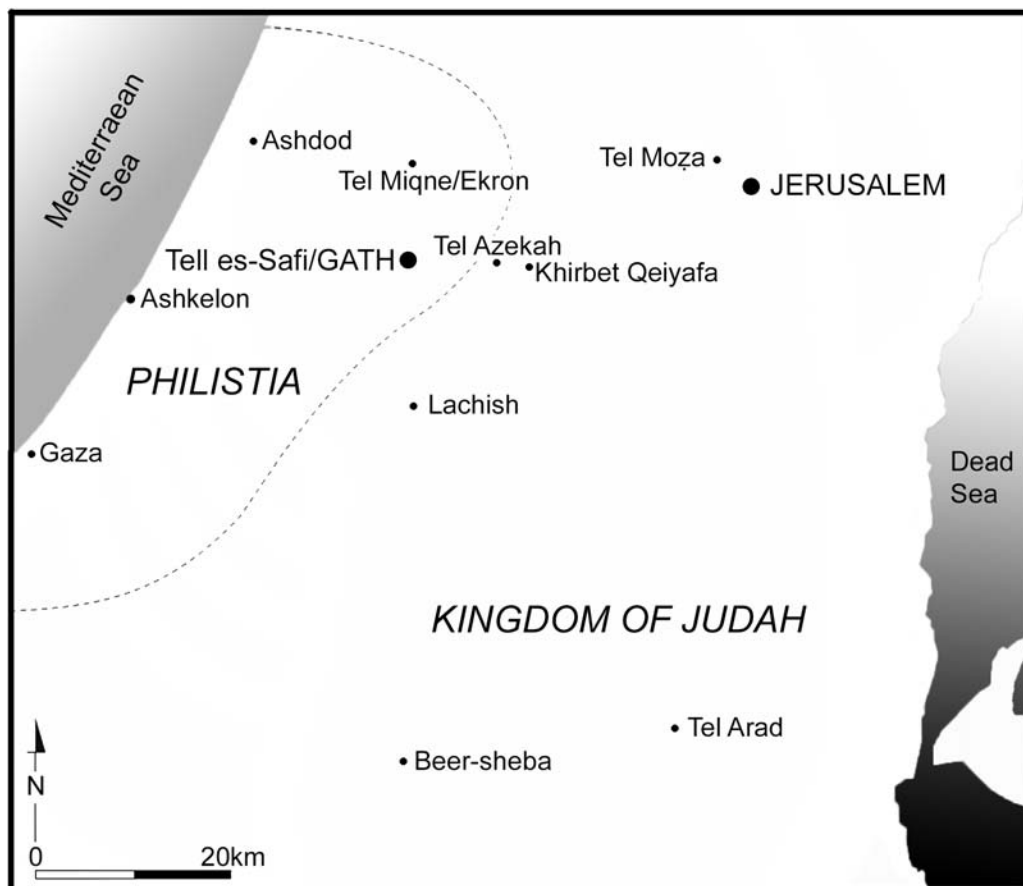 Mediterraean
Sea
Ashdod
Tel Miqne/Ekron
Tel Moẓa
JERUSALEM
Tell es-Safi/GATH
Tel Azekah
Khirbet Qeiyafa
Ashkelon
PHILISTIA
Lachish
Gaza
Dead
Sea
KINGDOM OF JUDAH
Tel Arad
Beer-sheba
N
0 20km